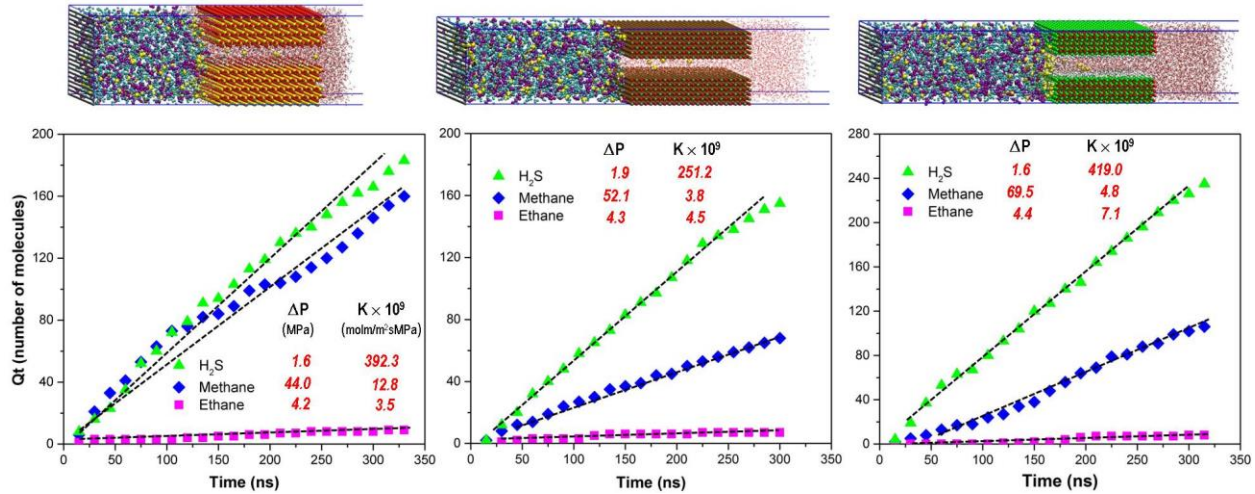 200
160
120
80
40
0
Qt (number of molecules)
ΔP K × 10⁹
(MPa) (molm/m²sMPa)
H₂S 1.6 392.3
Methane 44.0 12.8
Ethane 4.2 3.5
0 50 100 150 200 250 300 350
Time (ns)
200
160
120
80
40
0
ΔP K × 10⁹
H₂S 1.9 251.2
Methane 52.1 3.8
Ethane 4.3 4.5
0 50 100 150 200 250 300 350
Time (ns)
280
240
200
160
120
80
40
0
ΔP K × 10⁹
H₂S 1.6 419.0
Methane 69.5 4.8
Ethane 4.4 7.1
0 50 100 150 200 250 300 350
Time (ns)